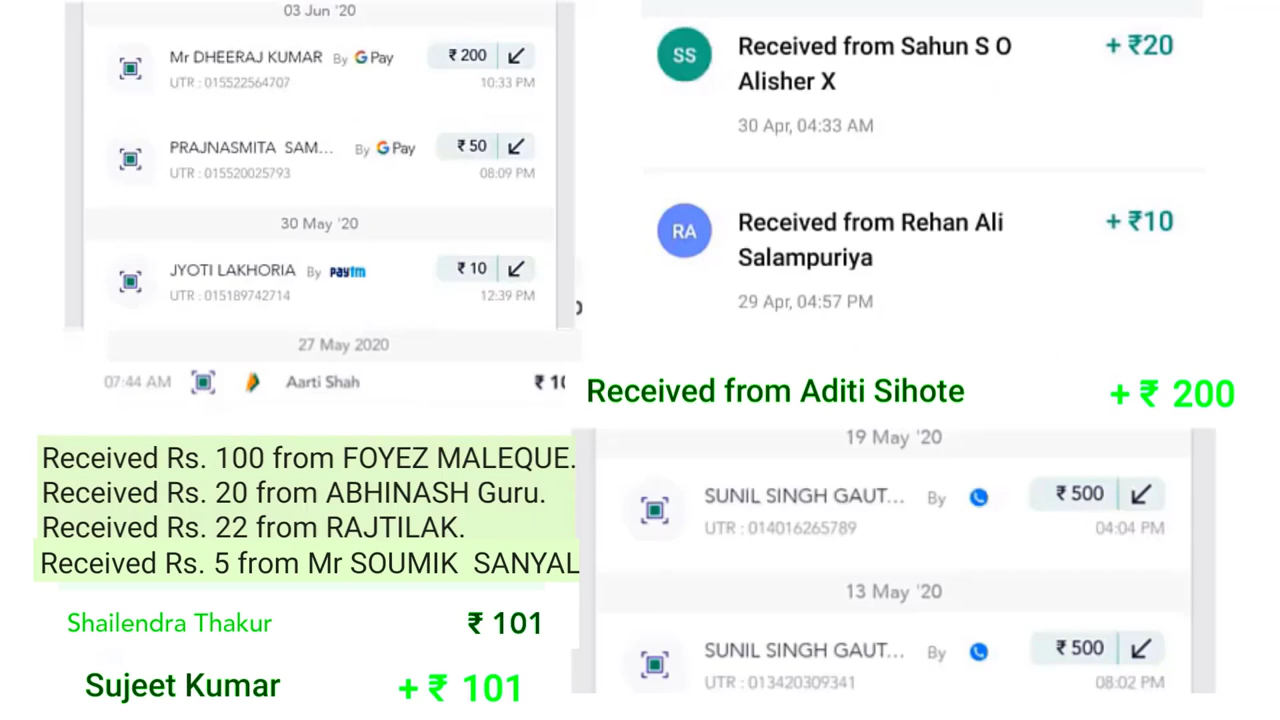 03 Jun '20
Mr DHEERAJ KUMAR By G Pay ₹ 200
UTR : 015522564707 10:33 PM
PRAJNASMITA SAM... By G Pay ₹ 50
UTR : 015520025793 08:09 PM
30 May '20
JYOTI LAKHORIA By paytm ₹ 10
UTR : 015189742714 12:39 PM
27 May 2020
07:44 AM Aarti Shah
Received Rs. 100 from FOYEZ MALEQUE.
Received Rs. 20 from ABHINASH Guru.
Received Rs. 22 from RAJTILAK.
Received Rs. 5 from Mr SOUMIK SANYAL
Shailendra Thakur ₹ 101
Sujeet Kumar + ₹ 101
SS Received from Sahun S O + ₹20
Alisher X
30 Apr, 04:33 AM
RA Received from Rehan Ali + ₹10
Salampuriya
29 Apr, 04:57 PM
Received from Aditi Sihote + ₹ 200
19 May '20
SUNIL SINGH GAUT... By ₹ 500
UTR : 014016265789 04:04 PM
13 May '20
SUNIL SINGH GAUT... By ₹ 500
UTR : 013420309341 08:02 PM